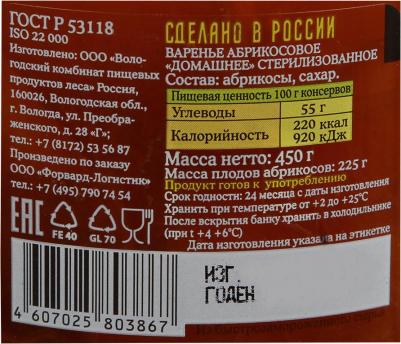 ГОСТ Р 53118
ISO 22 000
Изготовлено: ООО «Воло-
годский комбинат пищевых
продуктов леса» Россия,
160026, Вологодская обл.,
г. Вологда, ул. Преобра-
женского, д. 28 «Г»;
тел.: +7 (8172) 53 56 87
Произведено по заказу
ООО «Форвард-Логистик»
тел.: +7 (495) 790 74 54
EAC
FE 40
GL 70
СДЕЛАНО В РОССИИ
ВАРЕНЬЕ АБРИКОСОВОЕ
«ДОМАШНЕЕ» СТЕРИЛИЗОВАННОЕ
Состав: абрикосы, сахар.
Пищевая ценность 100 г консервов
Углеводы 55 г
Калорийность 220 ккал
920 кДж
Масса нетто: 450 г
Масса плодов абрикосов: 225 г
Продукт готов к употреблению
Срок годности: 24 месяца с даты изготовления
Хранить при температуре от +2 до +25°С
После вскрытия банку хранить в холодильнике
(при t +4 +6°С)
Дата изготовления указана на этикетке
ИЗГ.
ГОДЕН
4 607025 803867
Из быстрозамороженного сырья